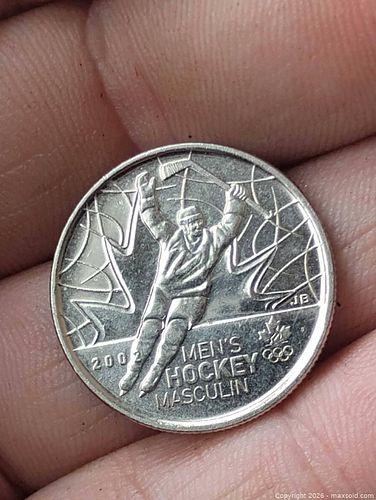 JB
2002
MEN'S
HOCKEY
MASCULIN
Copyright 2026 - maxsold.com